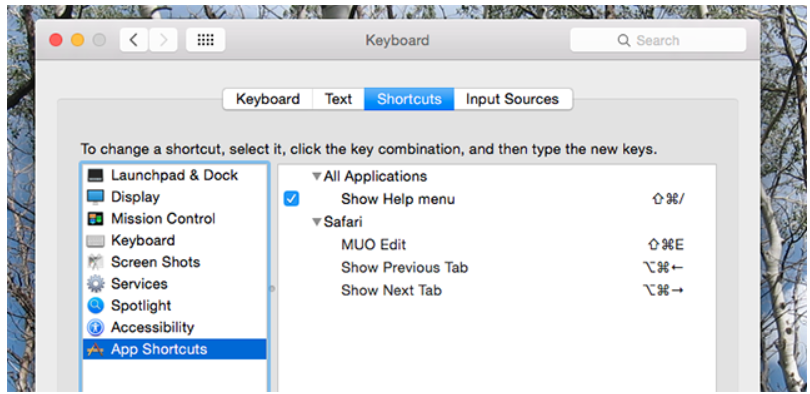 Keyboard
Search
Keyboard Text Shortcuts Input Sources
To change a shortcut, select it, click the key combination, and then type the new keys.
Launchpad & Dock
Display
Mission Control
Keyboard
Screen Shots
Services
Spotlight
Accessibility
App Shortcuts
All Applications
Show Help menu ⇧⌘/
Safari
MUO Edit ⇧⌘E
Show Previous Tab ⌥⌘←
Show Next Tab ⌥⌘→